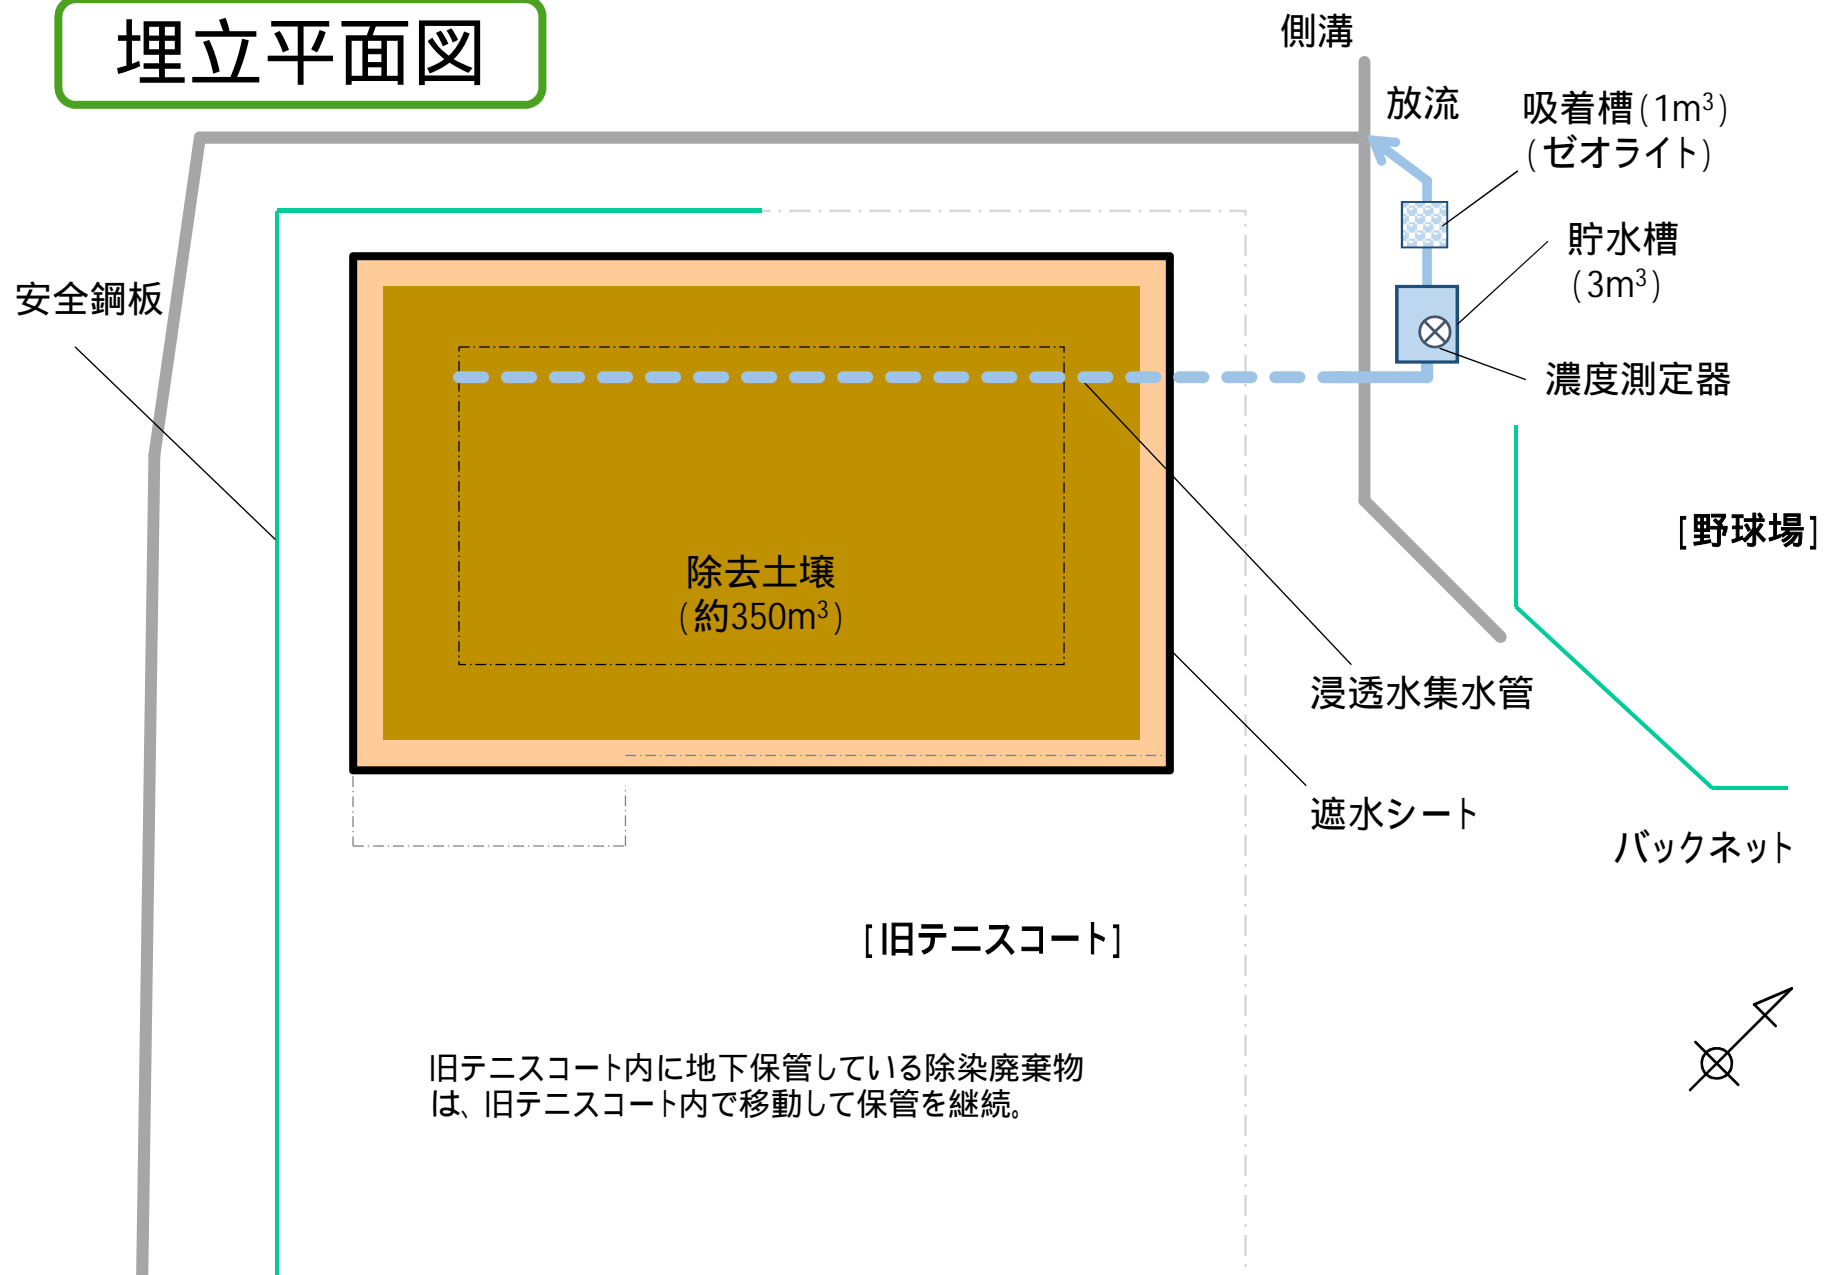 埋立平面図
側溝
放流
吸着槽(1m³)
(ゼオライト)
貯水槽
(3m³)
安全鋼板
濃度測定器
[野球場]
除去土壌
(約350m³)
浸透水集水管
遮水シート
バックネット
[旧テニスコート]
旧テニスコート内に地下保管している除染廃棄物
は、旧テニスコート内で移動して保管を継続。